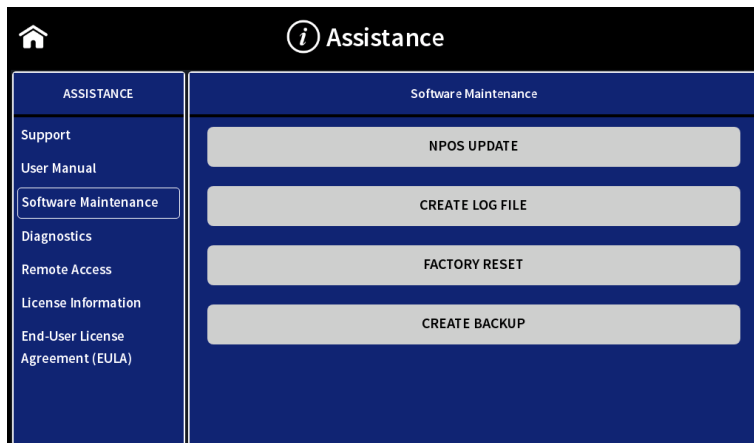 Assistance
ASSISTANCE
Support
User Manual
Software Maintenance
Diagnostics
Remote Access
License Information
End-User License
Agreement (EULA)
Software Maintenance
NPOS UPDATE
CREATE LOG FILE
FACTORY RESET
CREATE BACKUP